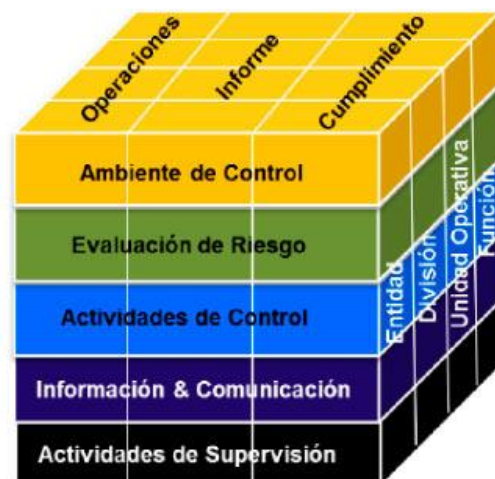 Operaciones
Informe
Cumplimiento
Ambiente de Control
Evaluación de Riesgo
Actividades de Control
Información & Comunicación
Actividades de Supervisión
Entidad
División
Unidad Operativa
Función